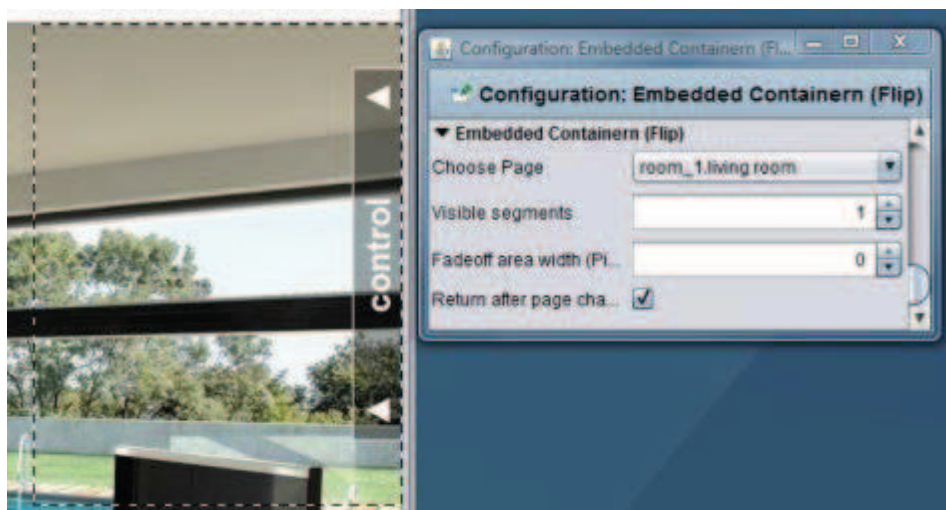 control
Configuration: Embedded Containern (Fl...
Configuration: Embedded Containern (Flip)
Embedded Containern (Flip)
Choose Page room_1.living room
Visible segments 1
Fadeoff area width (Pi... 0
Return after page cha...